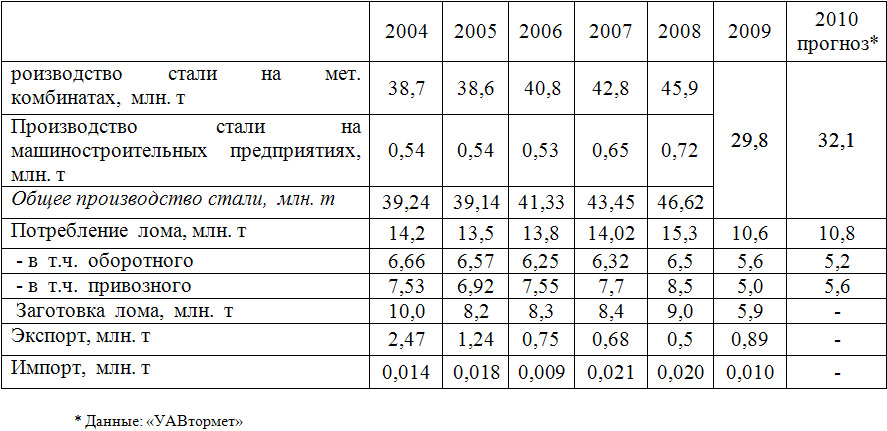 2004 2005 2006 2007 2008 2009 2010
прогноз*
роизводство стали на мет.
комбинатах, млн. т 38,7 38,6 40,8 42,8 45,9
Производство стали на
машиностроительных предприятиях, 0,54 0,54 0,53 0,65 0,72 29,8 32,1
млн. т
Общее производство стали, млн. т 39,24 39,14 41,33 43,45 46,62
Потребление лома, млн. т 14,2 13,5 13,8 14,02 15,3 10,6 10,8
- в т.ч. оборотного 6,66 6,57 6,25 6,32 6,5 5,6 5,2
- в т.ч. привозного 7,53 6,92 7,55 7,7 8,5 5,0 5,6
Заготовка лома, млн. т 10,0 8,2 8,3 8,4 9,0 5,9 -
Экспорт, млн. т 2,47 1,24 0,75 0,68 0,5 0,89 -
Импорт, млн. т 0,014 0,018 0,009 0,021 0,020 0,010 -
* Данные: «УАВтормет»